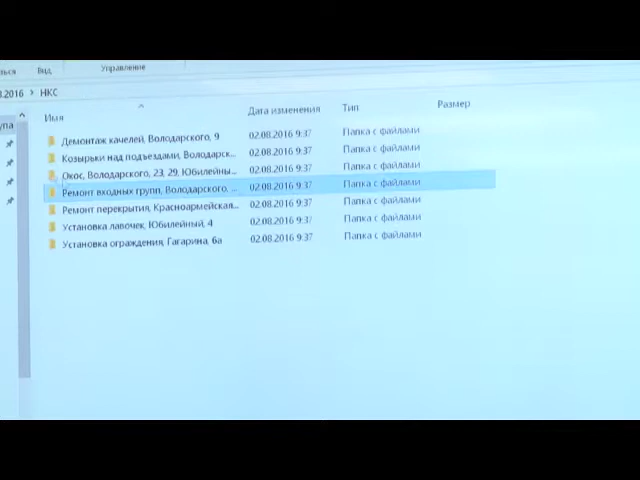 ться Вид Управление
8.2016 > НКС
Имя Дата изменения Тип Размер
упа
Демонтаж качелей, Володарского, 9 02.08.2016 9:37 Папка с файлами
Козырьки над подъездами, Володарск... 02.08.2016 9:37 Папка с файлами
Окос, Володарского, 23, 29, Юбилейны... 02.08.2016 9:37 Папка с файлами
Ремонт входных групп, Володарского, ... 02.08.2016 9:37 Папка с файлами
Ремонт перекрытия, Красноармейская... 02.08.2016 9:37 Папка с файлами
Установка лавочек, Юбилейный, 4 02.08.2016 9:37 Папка с файлами
Установка ограждения, Гагарина, 6а 02.08.2016 9:37 Папка с файлами